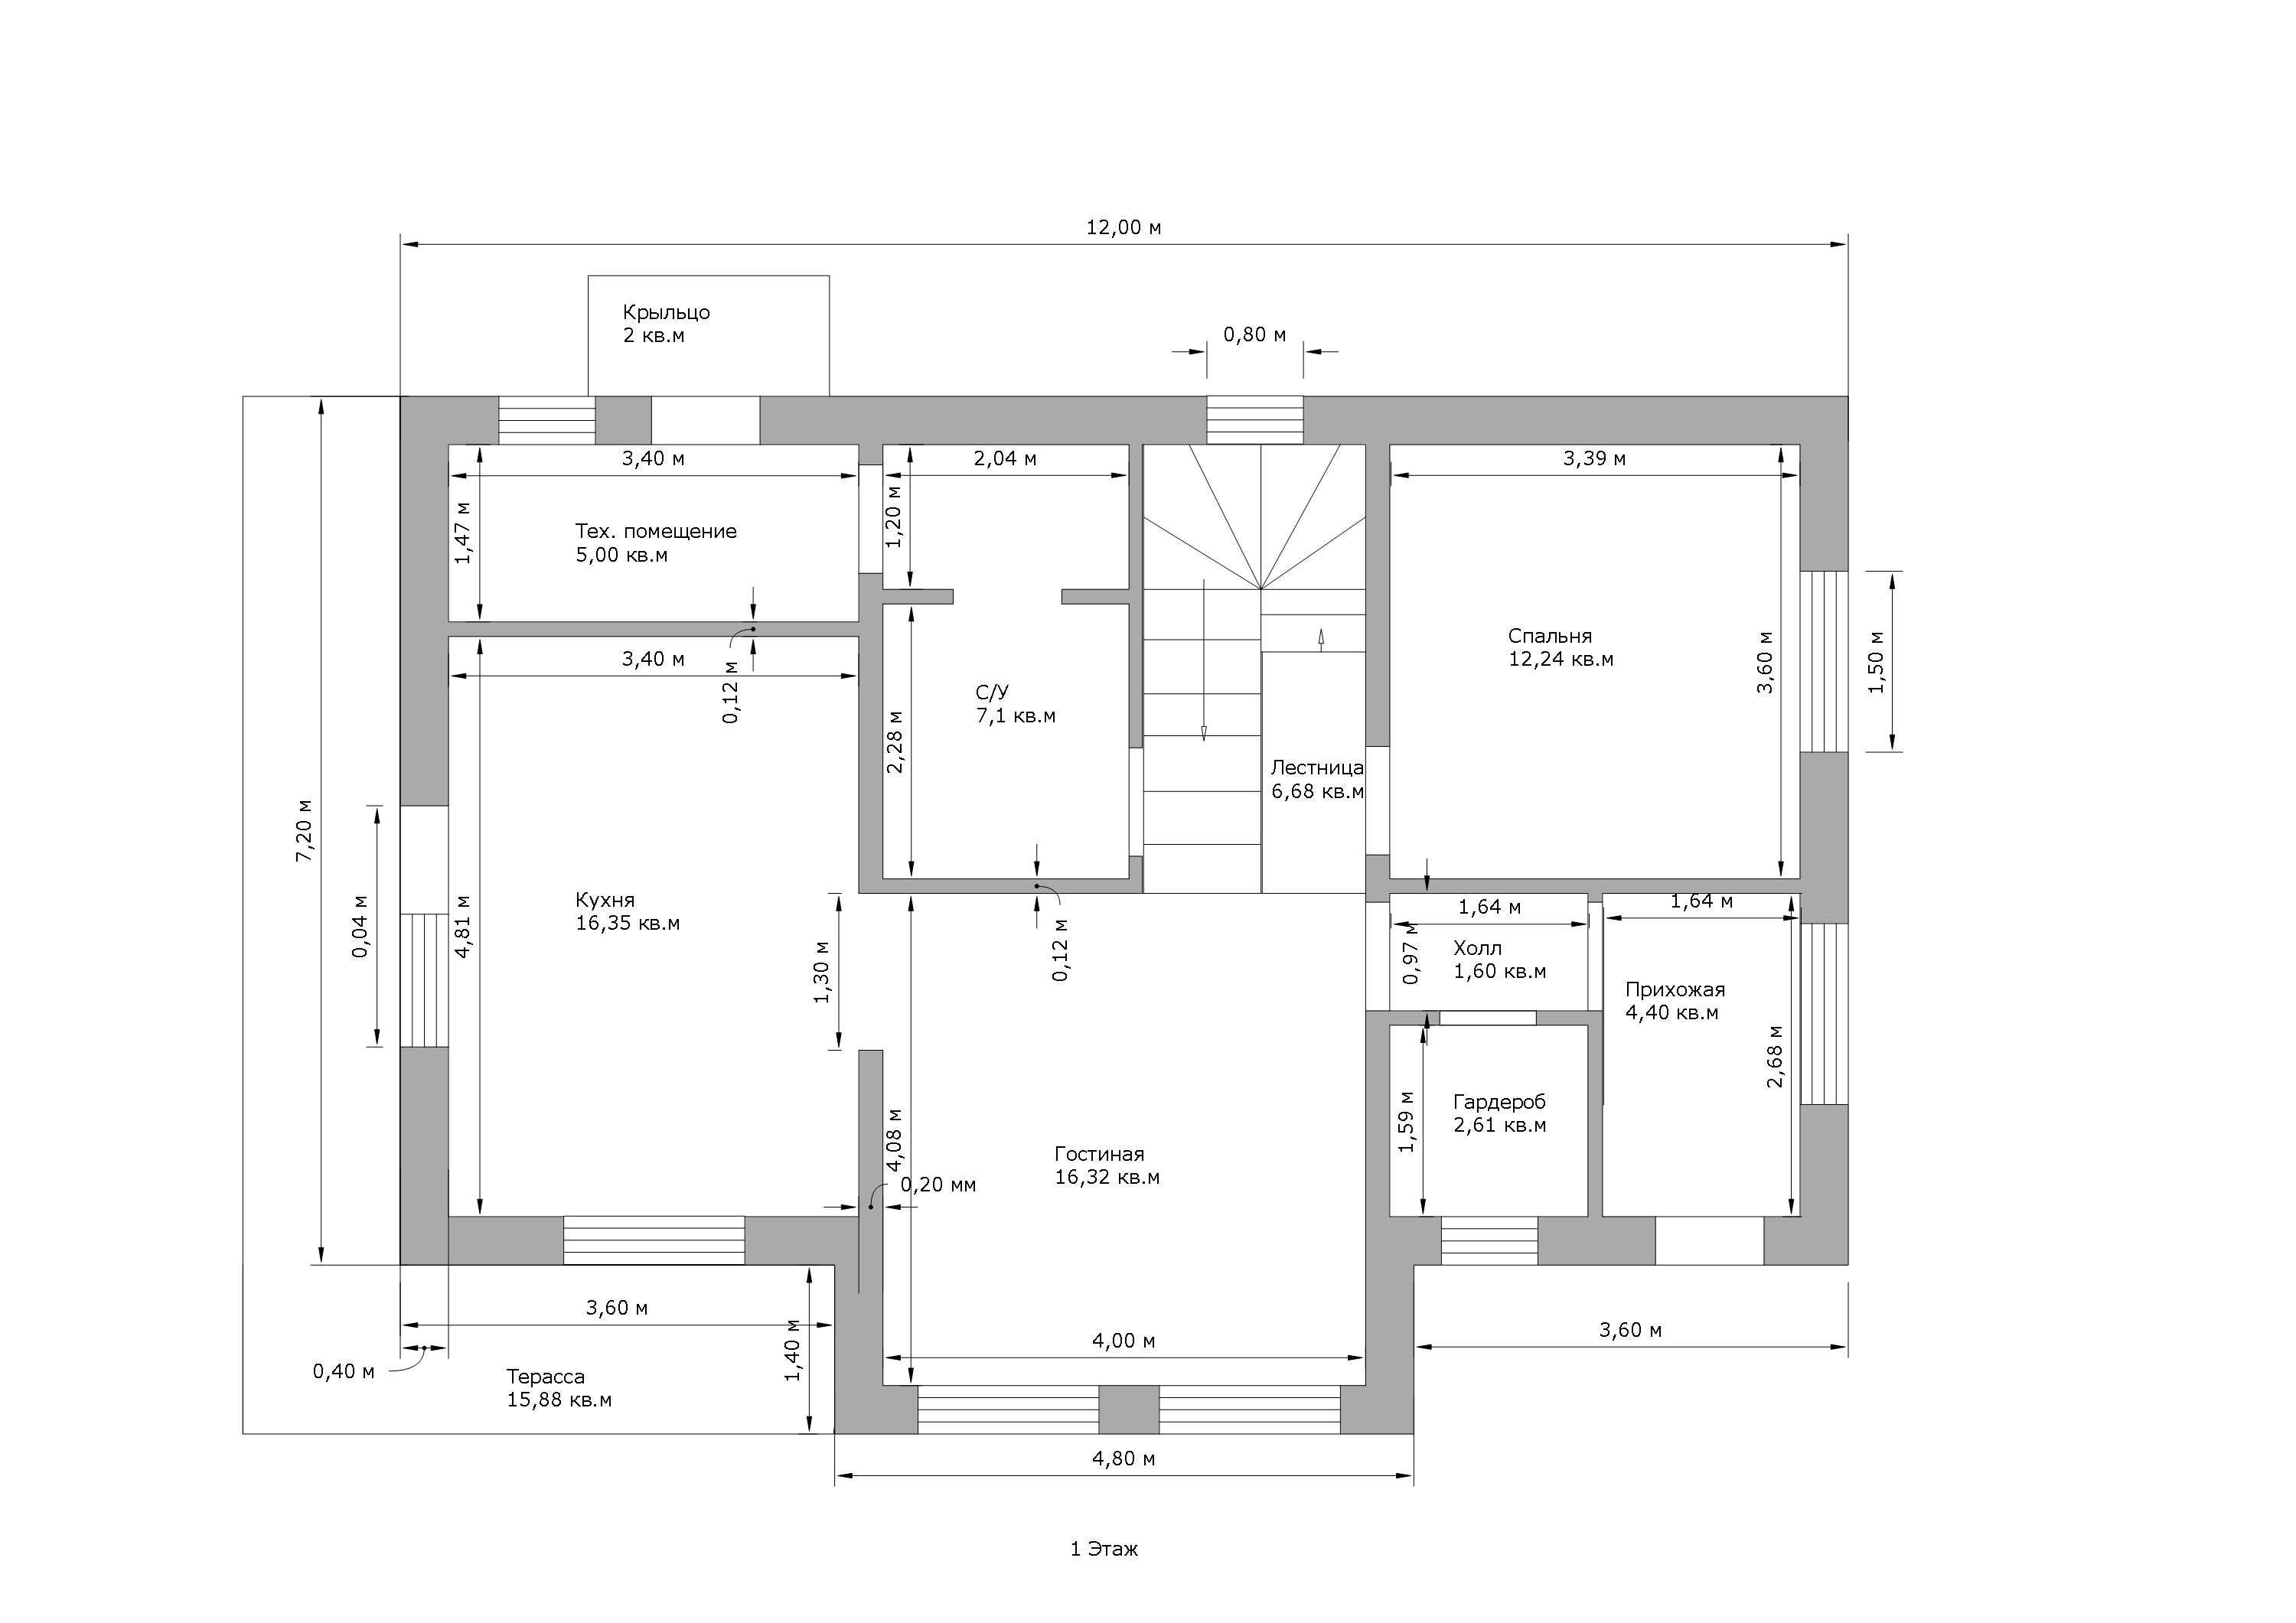 12,00 м
Крыльцо
2 кв.м
0,80 м
3,40 м
2,04 м
3,39 м
1,47 м
1,20 м
Тех. помещение
5,00 кв.м
3,40 м
0,12 м
С/У
7,1 кв.м
2,28 м
Спальня
12,24 кв.м
3,60 м
1,50 м
Лестница
6,68 кв.м
7,20 м
0,04 м
4,81 м
Кухня
16,35 кв.м
1,30 м
0,12 м
1,64 м
1,64 м
0,97 м
Холл
1,60 кв.м
Прихожая
4,40 кв.м
2,68 м
Гардероб
2,61 кв.м
1,59 м
4,08 м
Гостиная
16,32 кв.м
0,20 мм
3,60 м
1,40 м
4,00 м
3,60 м
0,40 м
Терасса
15,88 кв.м
4,80 м
1 Этаж